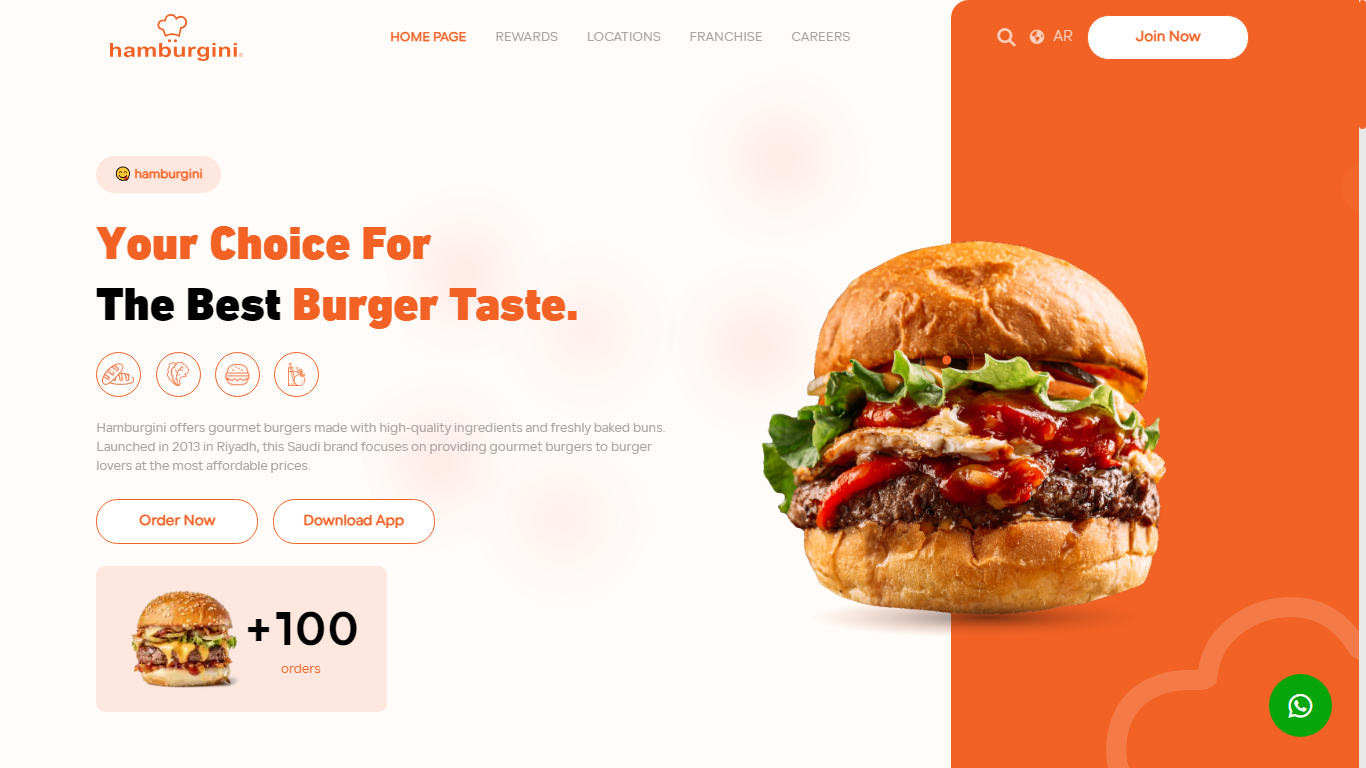 hamburgini
HOME PAGE
REWARDS
LOCATIONS
FRANCHISE
CAREERS
AR
Join Now
hamburgini
Your Choice For
The Best Burger Taste.
Hamburgini offers gourmet burgers made with high-quality ingredients and freshly baked buns.
Launched in 2013 in Riyadh, this Saudi brand focuses on providing gourmet burgers to burger
lovers at the most affordable prices.
Order Now
Download App
+100
orders